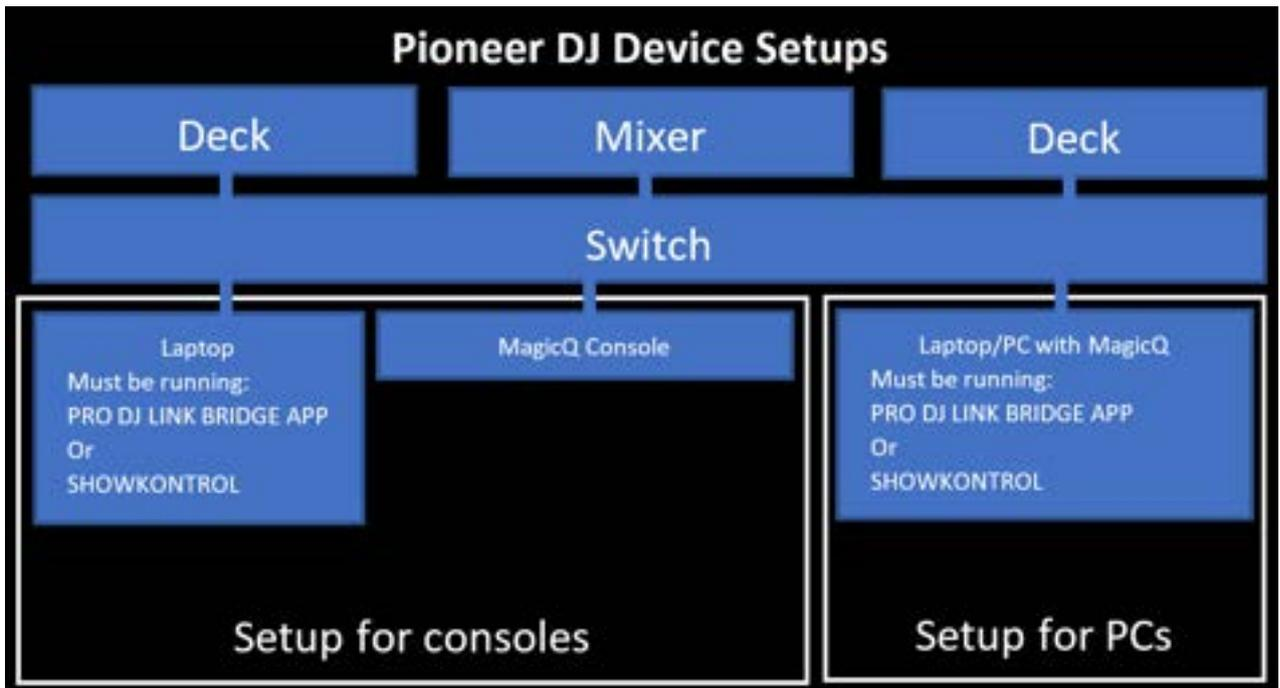 Pioneer DJ Device Setups
Deck
Mixer
Deck
Switch
Laptop
Must be running:
PRO DJ LINK BRIDGE APP
Or
SHOWKONTROL
MagicQ Console
Laptop/PC with MagicQ
Must be running:
PRO DJ LINK BRIDGE APP
Or
SHOWKONTROL
Setup for consoles
Setup for PCs